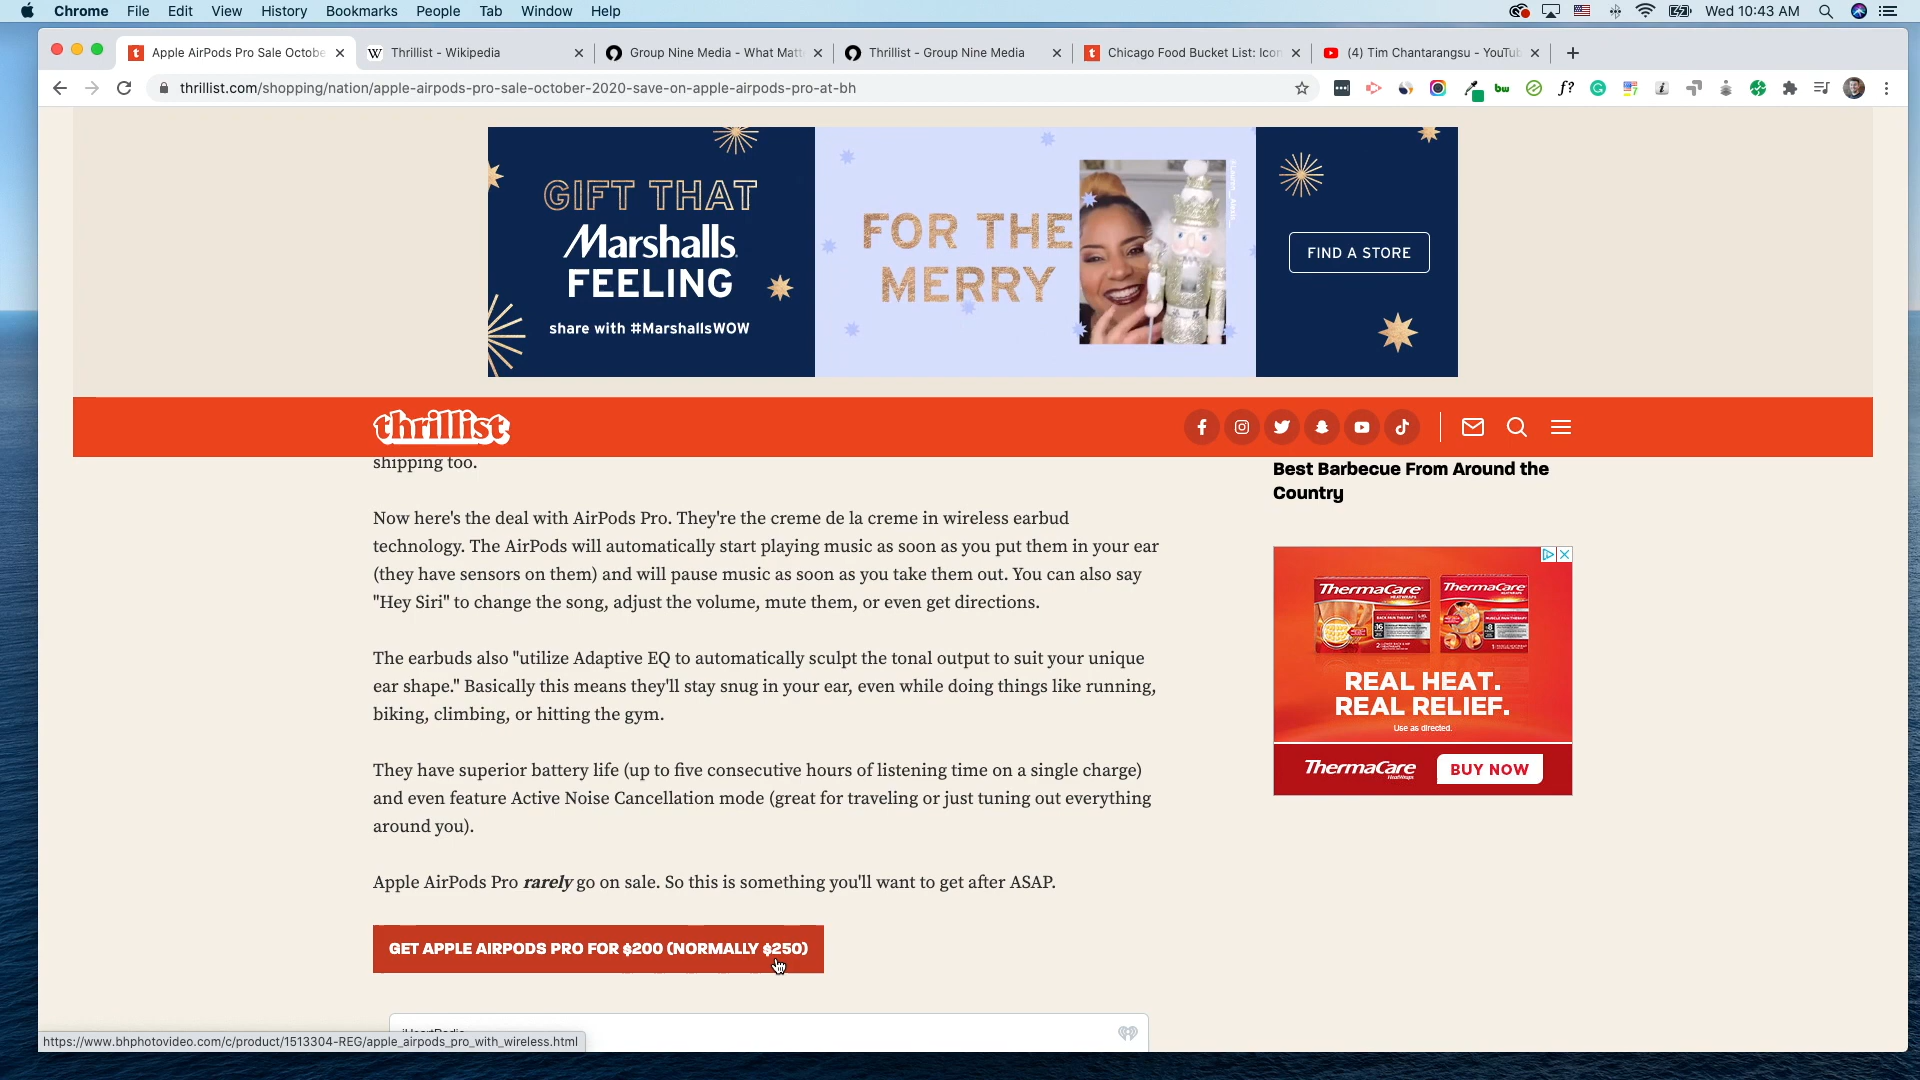 Chrome File Edit View History Bookmarks People Tab Window Help
Wed 10:43 AM
Apple AirPods Pro Sale Octobe
Thrillist - Wikipedia
Group Nine Media - What Matt
Thrillist - Group Nine Media
Chicago Food Bucket List: Icon
(4) Tim Chantarangsu - YouTu
thrillist.com/shopping/nation/apple-airpods-pro-sale-october-2020-save-on-apple-airpods-pro-at-bh
GIFT THAT
Marshalls
FEELING
share with #MarshallsWOW
FOR THE
MERRY
FIND A STORE
thrillist
shipping too.
Now here's the deal with AirPods Pro. They're the creme de la creme in wireless earbud
technology. The AirPods will automatically start playing music as soon as you put them in your ear
(they have sensors on them) and will pause music as soon as you take them out. You can also say
"Hey Siri" to change the song, adjust the volume, mute them, or even get directions.
The earbuds also "utilize Adaptive EQ to automatically sculpt the tonal output to suit your unique
ear shape." Basically this means they'll stay snug in your ear, even while doing things like running,
biking, climbing, or hitting the gym.
They have superior battery life (up to five consecutive hours of listening time on a single charge)
and even feature Active Noise Cancellation mode (great for traveling or just tuning out everything
around you).
Apple AirPods Pro rarely go on sale. So this is something you'll want to get after ASAP.
GET APPLE AIRPODS PRO FOR $200 (NORMALLY $250)
Best Barbecue From Around the
Country
ThermaCare
HEATWRAPS
BACK PAIN THERAPY
ThermaCare
HEATWRAPS
MUSCLE PAIN THERAPY
REAL HEAT.
REAL RELIEF.
Use as directed.
ThermaCare
HeatWraps
BUY NOW
iHeartRadio
https://www.bhphotovideo.com/c/product/1513304-REG/apple_airpods_pro_with_wireless.html